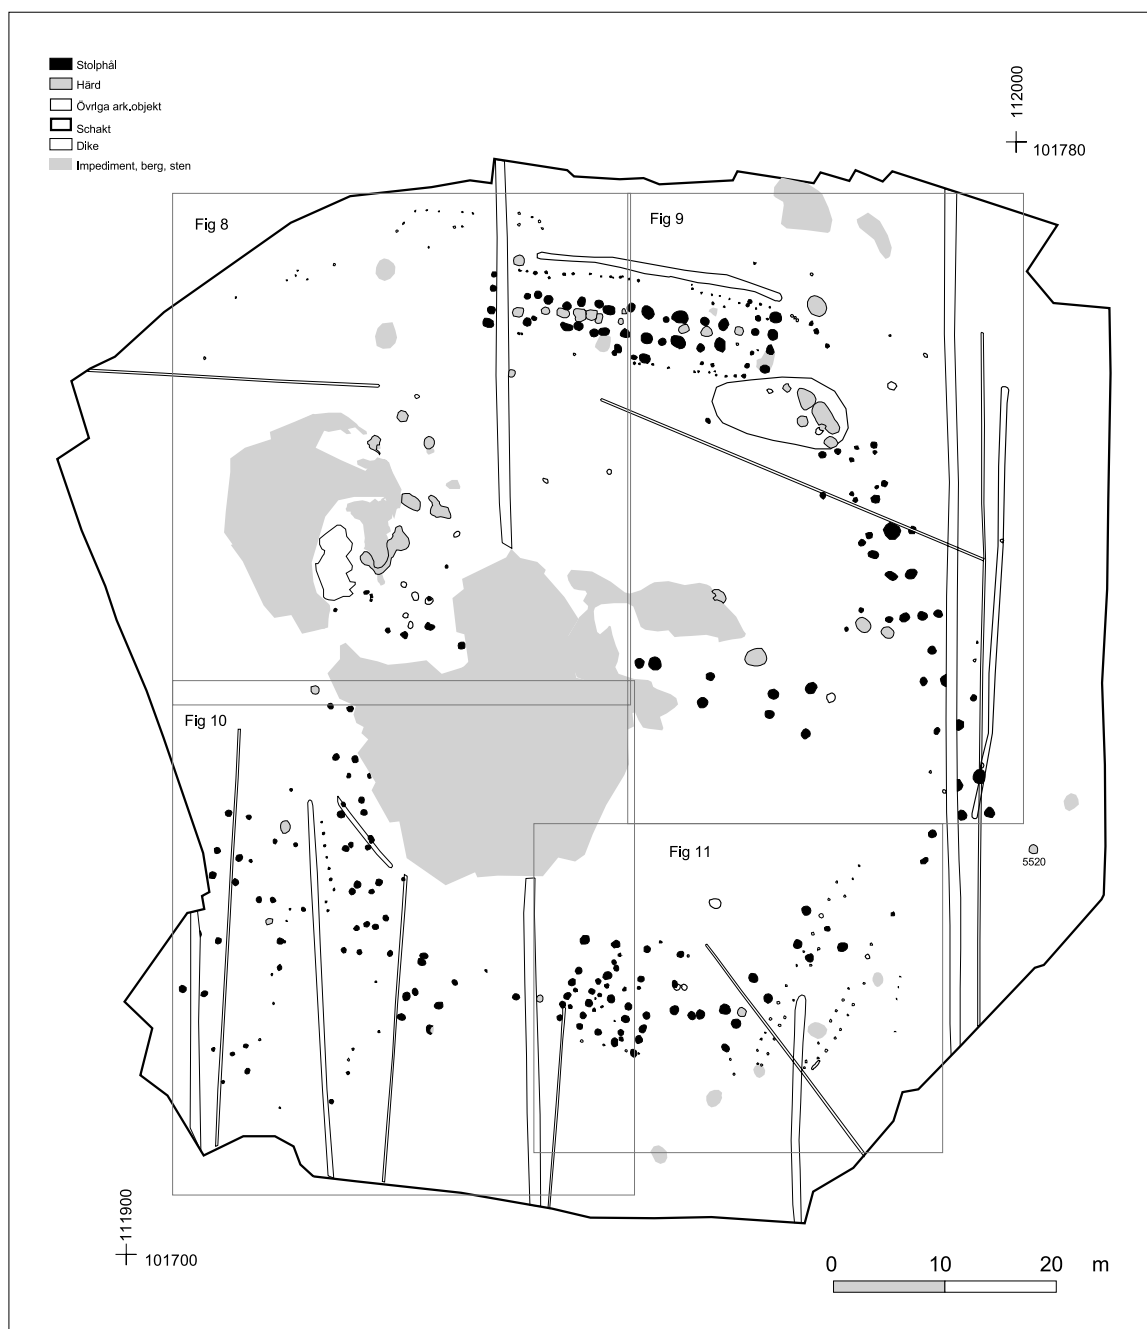 Stolphål
Härd
Övrlga ark.objekt
Schakt
Dike
Impediment, berg, sten
112000
101780
Fig 8
Fig 9
Fig 10
Fig 11
5520
111900
101700
0 10 20 m